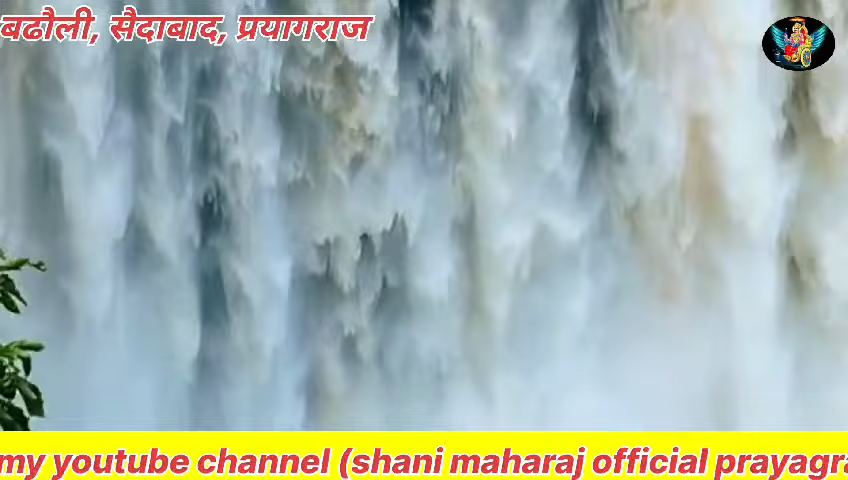 बढौली, सैदाबाद, प्रयागराज
my youtube channel (shani maharaj official prayagra